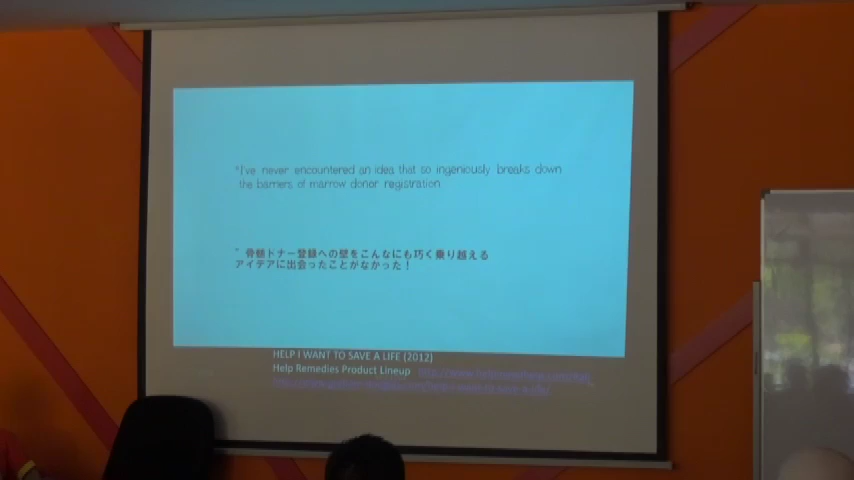 "I've never encountered an idea that so ingeniously breaks down
the barriers of marrow donor registration
" 骨髄トナー登録への壁をこんなにも巧く乗り越える
アイデアに出会ったことがなかった!
HELP I WANT TO SAVE A LIFE (2012)
Help Remedies Product Lineup